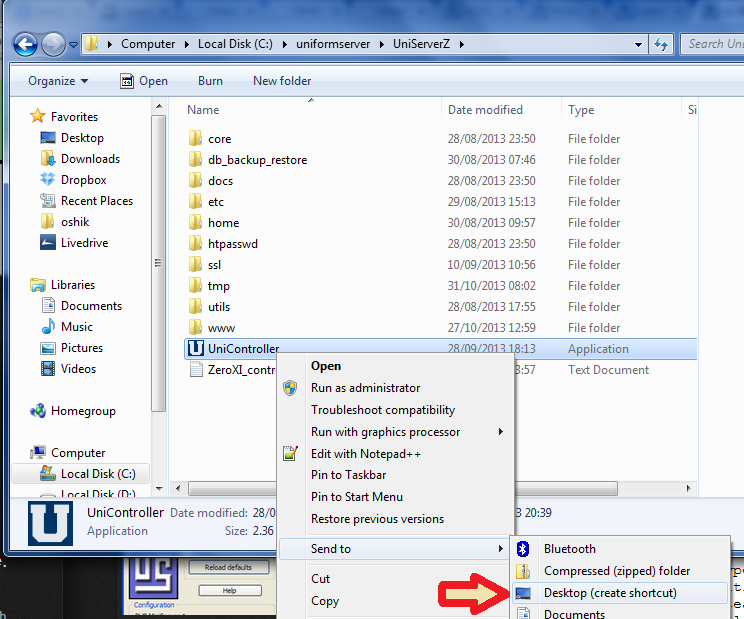 Computer Local Disk (C:) uniformserver UniServerZ Search Uni
Organize Open Burn New folder
Name Date modified Type Si
Favorites
Desktop
Downloads
Dropbox
Recent Places
oshik
Livedrive
Libraries
Documents
Music
Pictures
Videos
Homegroup
Computer
Local Disk (C:)
Local Disk (D:)
core 28/08/2013 23:50 File folder
db_backup_restore 30/08/2013 07:46 File folder
docs 28/08/2013 23:50 File folder
etc 29/08/2013 15:13 File folder
home 30/08/2013 09:57 File folder
htpasswd 28/08/2013 23:50 File folder
ssl 10/09/2013 10:56 File folder
tmp 31/10/2013 08:02 File folder
utils 28/08/2013 17:55 File folder
www 27/10/2013 12:59 File folder
UniController 28/09/2013 18:13 Application
ZeroXI_contr 3:57 Text Document
Open
Run as administrator
Troubleshoot compatibility
Run with graphics processor
Edit with Notepad++
Pin to Taskbar
Pin to Start Menu
Restore previous versions
Send to
Cut
Copy
Bluetooth
Compressed (zipped) folder
Desktop (create shortcut)
Documents
UniController Date modified: 28/0 3 20:39
Application Size: 2.36
Reload defaults
Help
Configuration